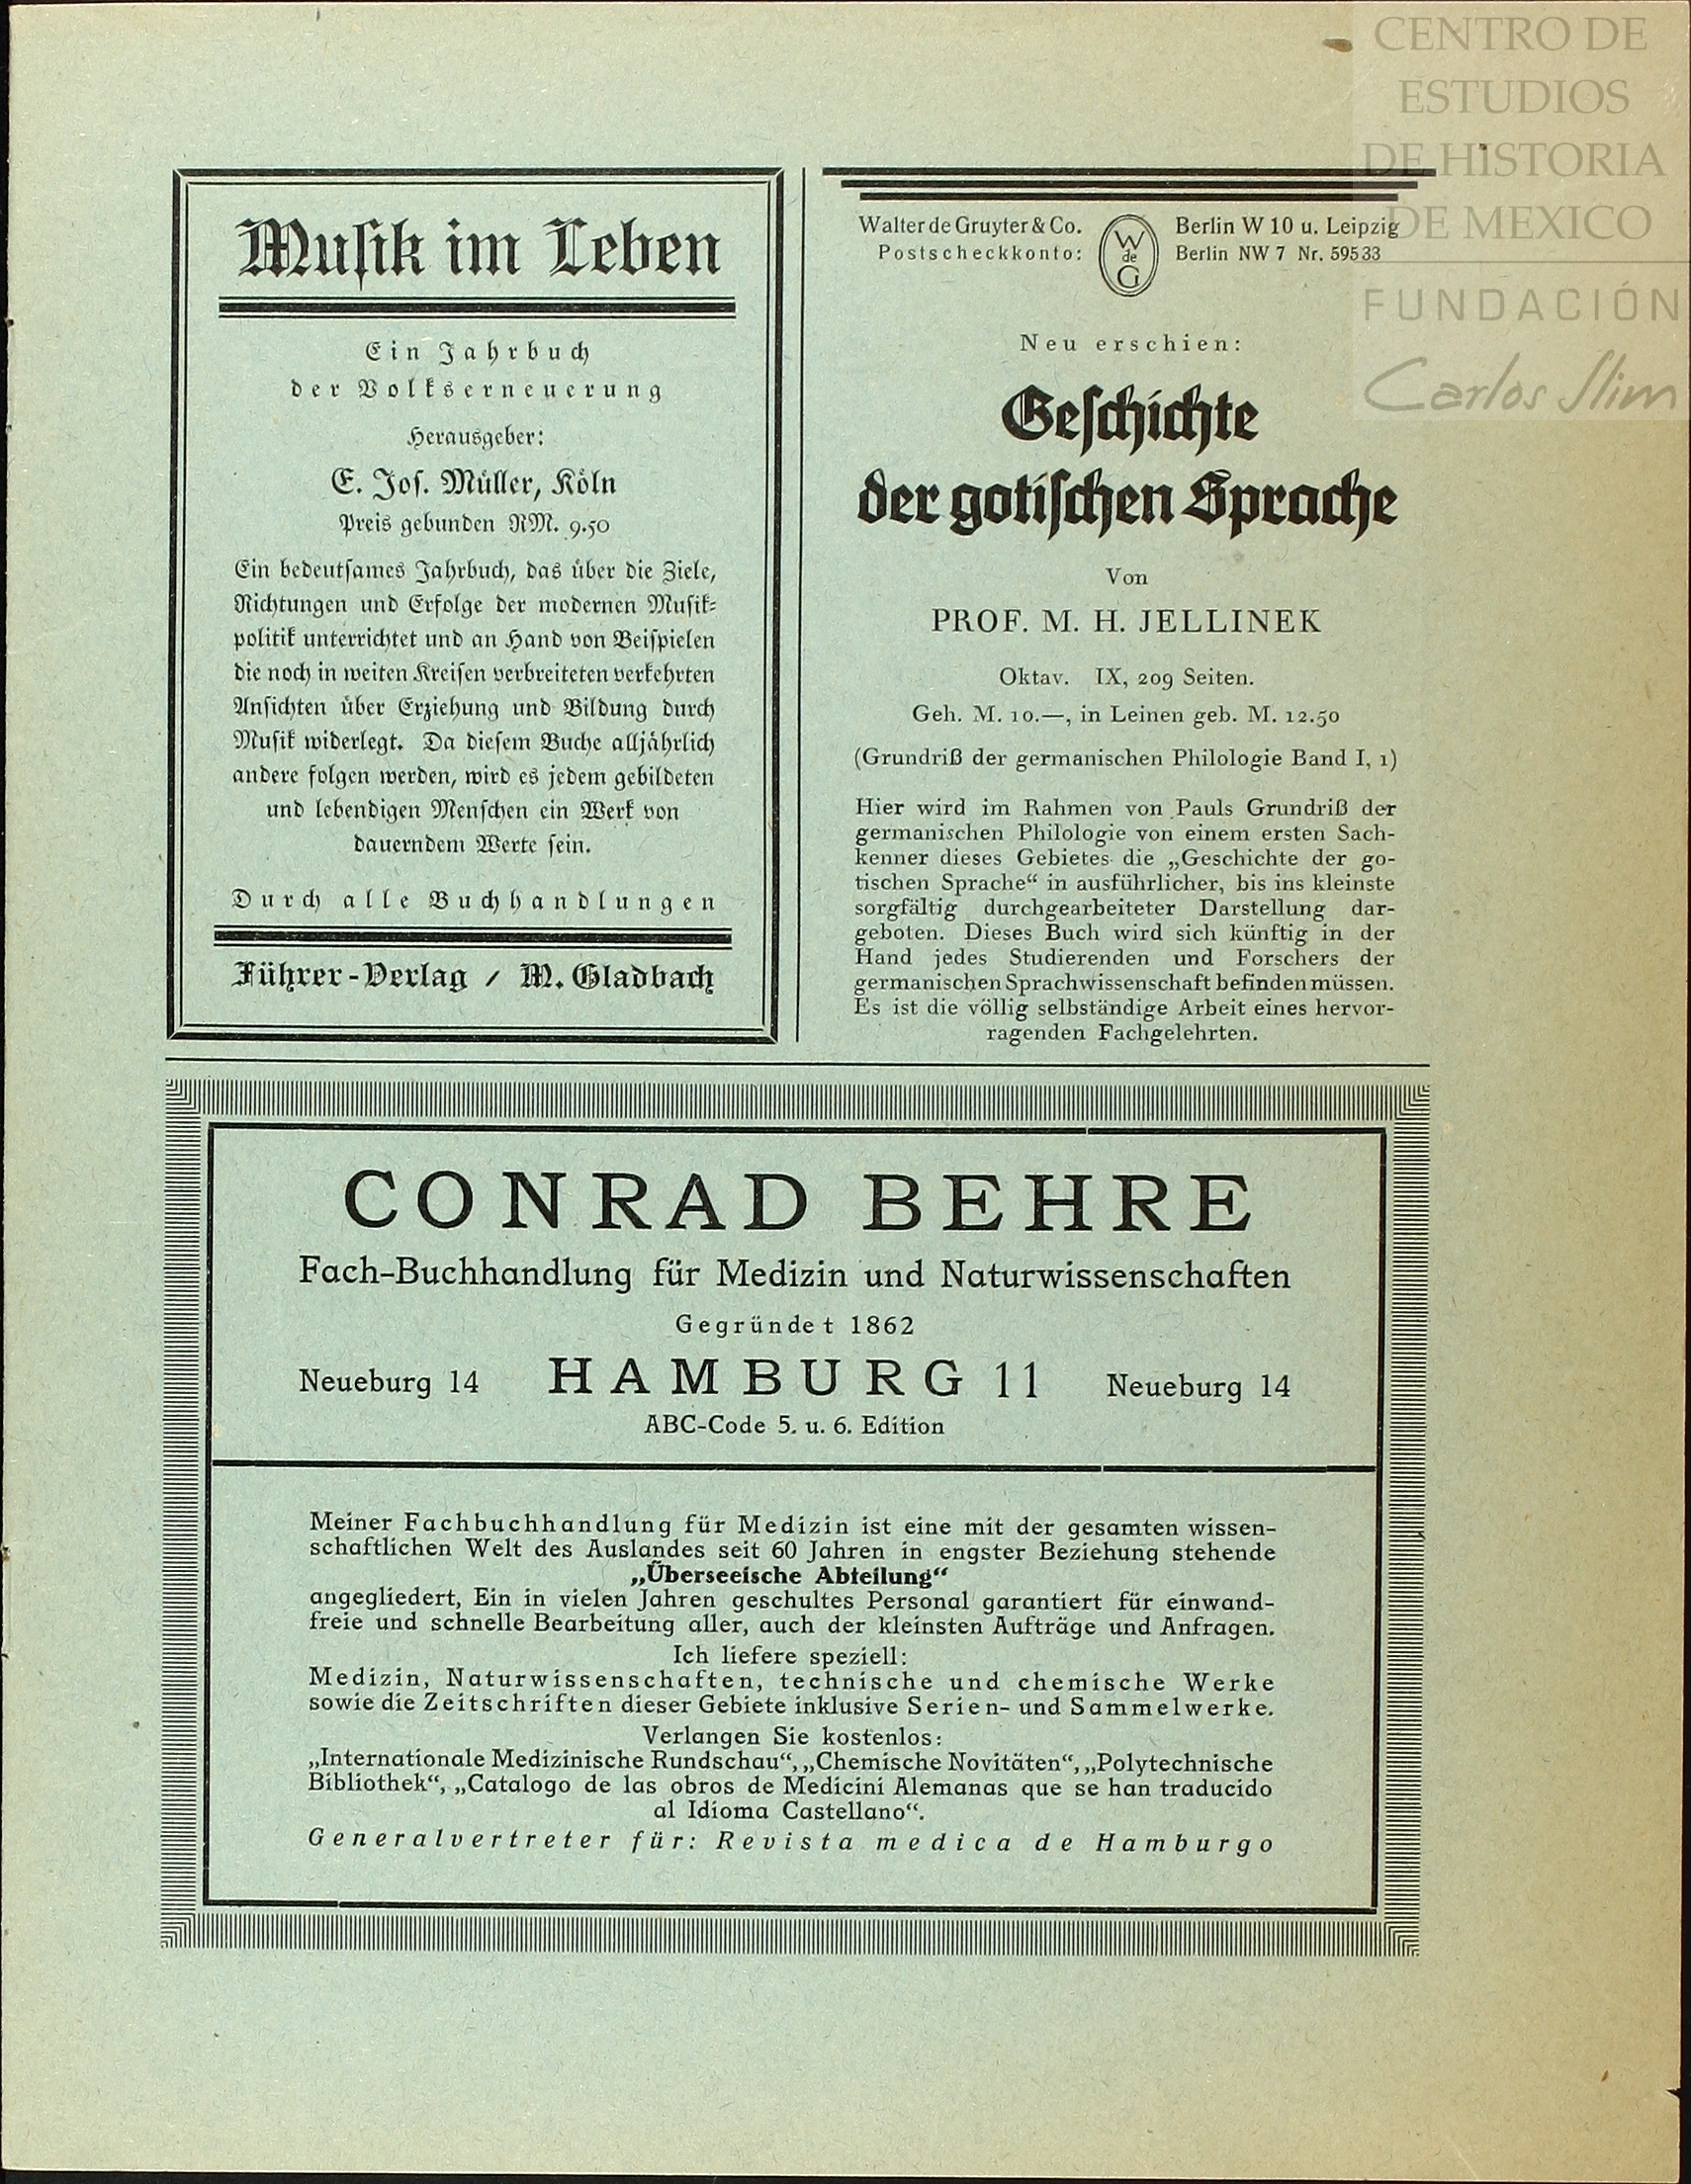 Musik im Leben
Ein Jahrbuch
der Volkserneuerung
Herausgeber:
E. Jos. Müller, Köln
Preis gebunden RM. 9.50
Ein bedeutsames Jahrbuch, das über die Ziele,
Richtungen und Erfolge der modernen Musik-
politik unterrichtet und an Hand von Beispielen
die noch in weiten Kreisen verbreiteten verkehrten
Ansichten über Erziehung und Bildung durch
Musik widerlegt. Da diesem Buche alljährlich
andere folgen werden, wird es jedem gebildeten
und lebendigen Menschen ein Werk von
dauerndem Werte sein.
Durch alle Buchhandlungen
Führer-Verlag / M. Gladbach
Walter de Gruyter & Co.
Postscheckkonto:
W
de
G
Berlin W 10 u. Leipzig
Berlin NW 7 Nr. 59533
Neu erschien:
Geschichte
der gotischen Sprache
Von
PROF. M. H. JELLINEK
Oktav. IX, 209 Seiten.
Geh. M. 10.—, in Leinen geb. M. 12.50
(Grundriß der germanischen Philologie Band I, 1)
Hier wird im Rahmen von Pauls Grundriß der
germanischen Philologie von einem ersten Sach-
kenner dieses Gebietes die „Geschichte der go-
tischen Sprache“ in ausführlicher, bis ins kleinste
sorgfältig durchgearbeiteter Darstellung dar-
geboten. Dieses Buch wird sich künftig in der
Hand jedes Studierenden und Forschers der
germanischen Sprachwissenschaft befinden müssen.
Es ist die völlig selbständige Arbeit eines hervor-
ragenden Fachgelehrten.
CONRAD BEHRE
Fach-Buchhandlung für Medizin und Naturwissenschaften
Gegründet 1862
Neueburg 14 HAMBURG 11 Neueburg 14
ABC-Code 5. u. 6. Edition
Meiner Fachbuchhandlung für Medizin ist eine mit der gesamten wissen-
schaftlichen Welt des Auslandes seit 60 Jahren in engster Beziehung stehende
„Überseeische Abteilung“
angegliedert, Ein in vielen Jahren geschultes Personal garantiert für einwand-
freie und schnelle Bearbeitung aller, auch der kleinsten Aufträge und Anfragen.
Ich liefere speziell:
Medizin, Naturwissenschaften, technische und chemische Werke
sowie die Zeitschriften dieser Gebiete inklusive Serien- und Sammelwerke.
Verlangen Sie kostenlos:
„Internationale Medizinische Rundschau“, „Chemische Novitäten“, „Polytechnische
Bibliothek“, „Catalogo de las obros de Medicini Alemanas que se han traducido
al Idioma Castellano“.
Generalvertreter für: Revista medica de Hamburgo
CENTRO DE
ESTUDIOS
DE HISTORIA
DE MEXICO
FUNDACIÓN
Carlos Slim